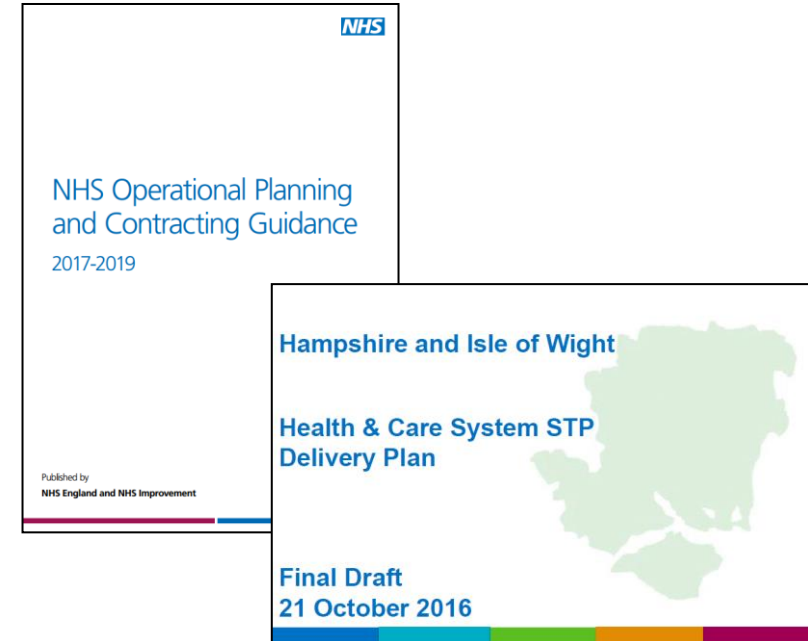 NHS
NHS Operational Planning
and Contracting Guidance
2017-2019
Published by
NHS England and NHS Improvement
Hampshire and Isle of Wight
Health & Care System STP
Delivery Plan
Final Draft
21 October 2016